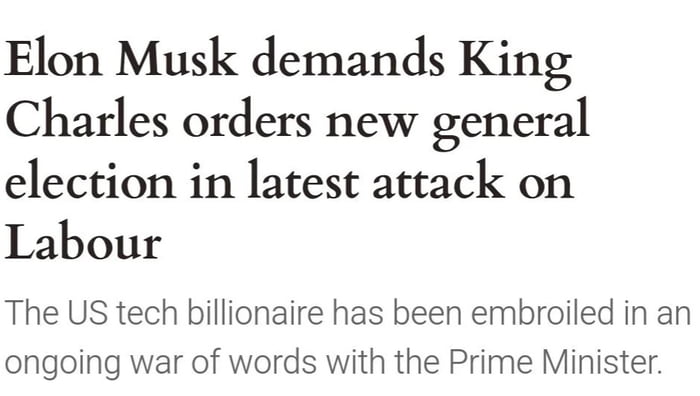 Elon Musk demands King
Charles orders new general
election in latest attack on
Labour
The US tech billionaire has been embroiled in an
ongoing war of words with the Prime Minister.